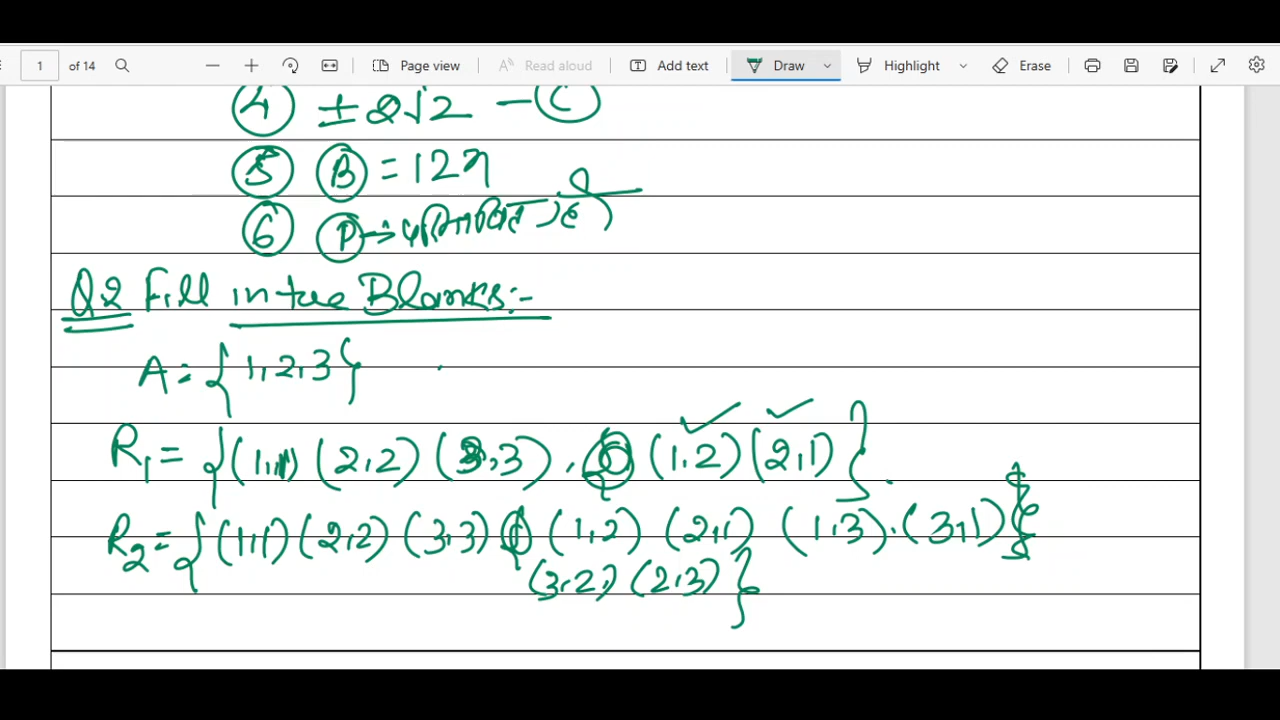 1 of 14 Page view Read aloud Add text Draw Highlight Erase
4 ± 2√2 - C
5 B = 12π
6
Q2 Fill in the Blanks:-
A = {1,2,3}
R1 = {(1,1) (2,2) (3,3), (1,2) (2,1)}
R2 = {(1,1) (2,2) (3,3) (1,2) (2,1) (1,3), (3,1)
(3,2) (2,3)}